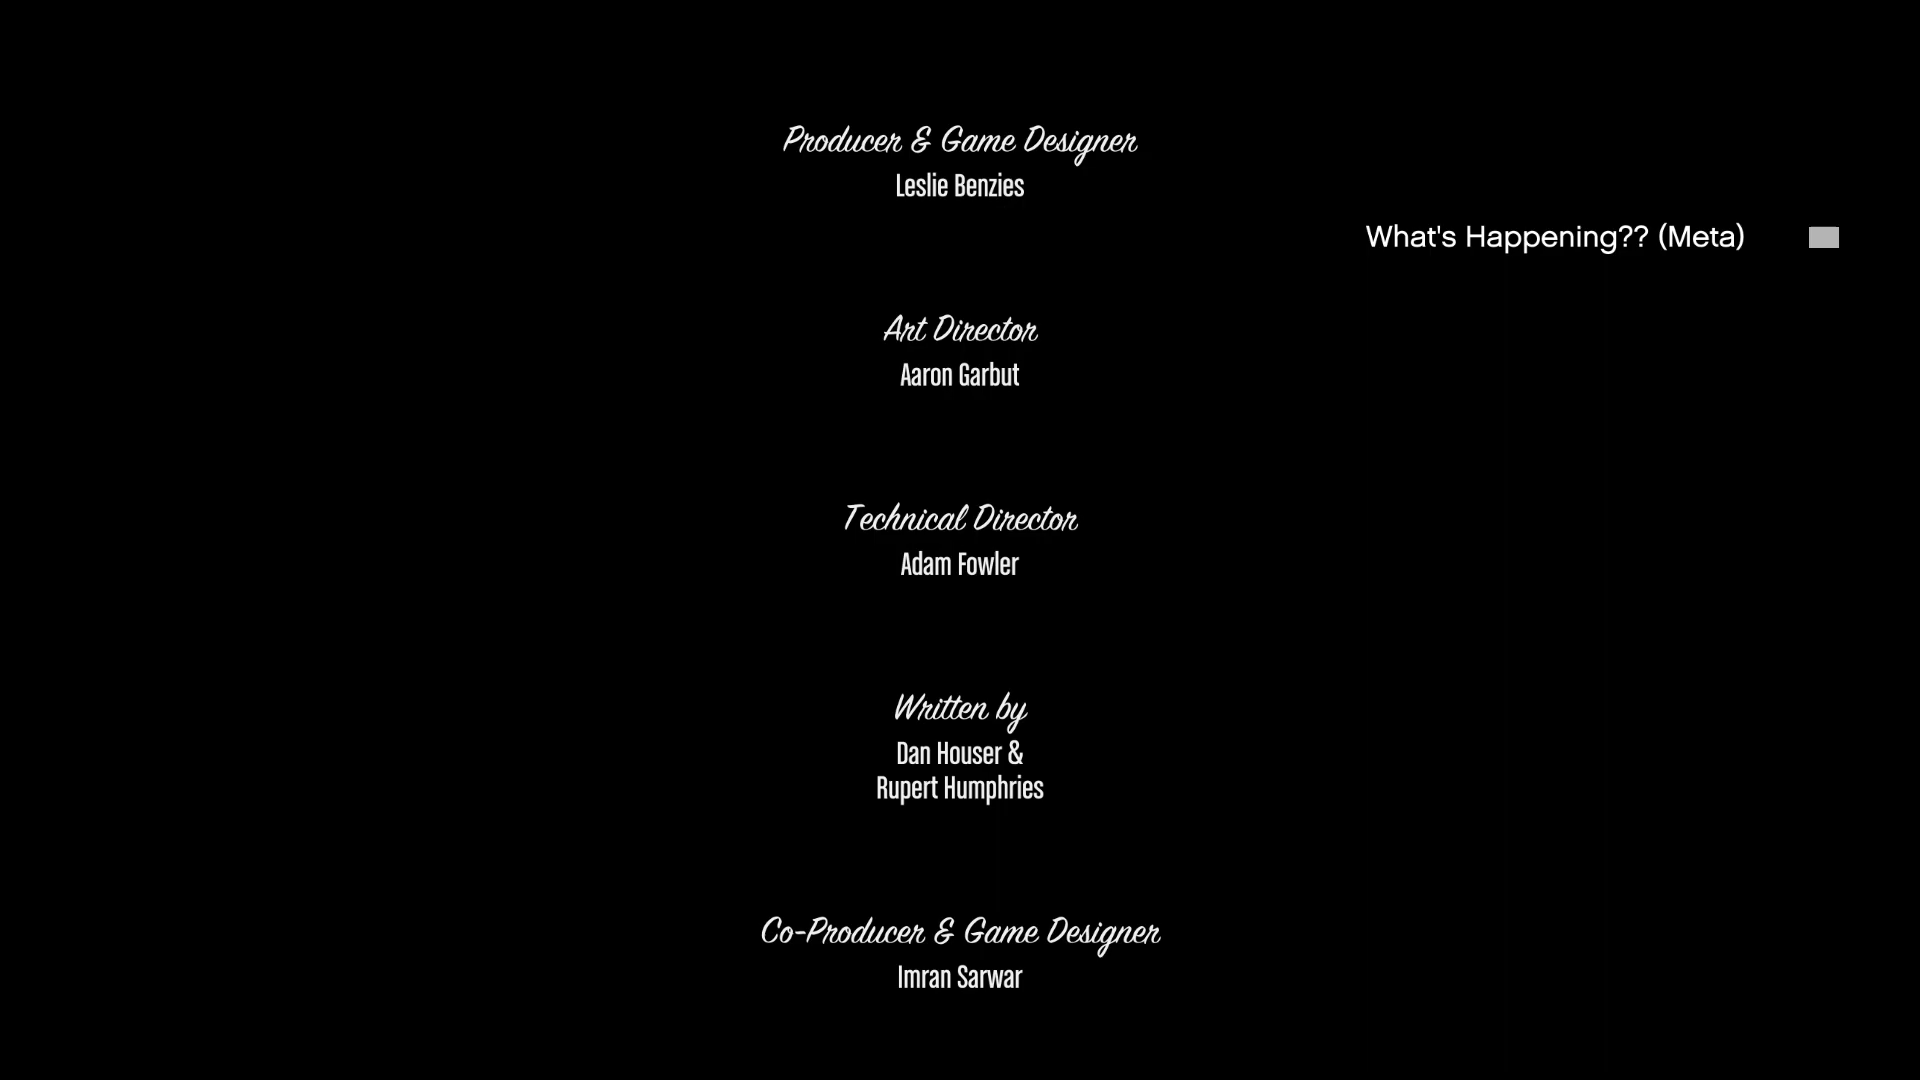 Producer & Game Designer
Leslie Benzies
What's Happening?? (Meta)
Art Director
Aaron Garbut
Technical Director
Adam Fowler
Written by
Dan Houser &
Rupert Humphries
Co-Producer & Game Designer
Imran Sarwar